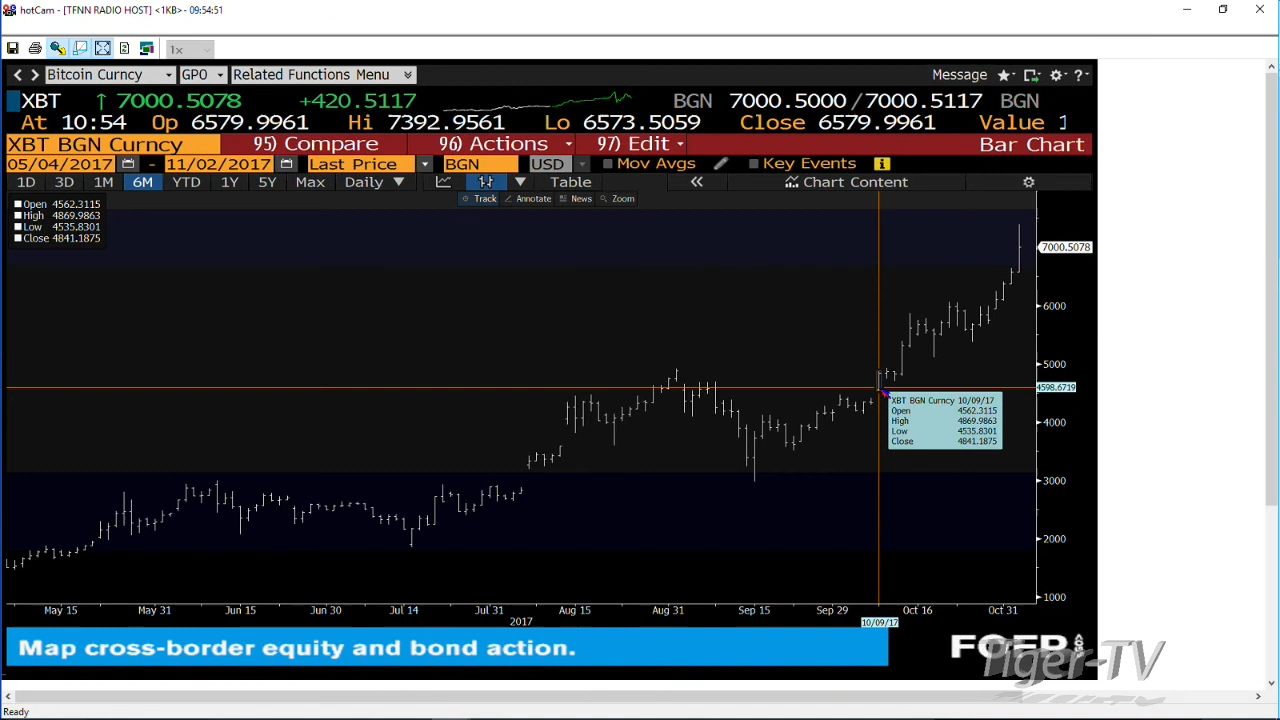 hotCam - [TFNN RADIO HOST] <1KB>- 09:54:51
1x
Bitcoin Curncy GPO Related Functions Menu Message
XBT 7000.5078 +420.5117 BGN 7000.5000/7000.5117 BGN
At 10:54 Op 6579.9961 Hi 7392.9561 Lo 6573.5059 Close 6579.9961 Value 1
XBT BGN Curncy 95) Compare 96) Actions 97) Edit Bar Chart
05/04/2017 - 11/02/2017 Last Price BGN USD Mov Avgs Key Events
1D 3D 1M 6M YTD 1Y 5Y Max Daily Table Chart Content
Track Annotate News Zoom
Open 4562.3115
High 4869.9863
Low 4535.8301
Close 4841.1875
7000.5078
6000
5000
4598.6719
4000
3000
2000
1000
XBT BGN Curncy 10/09/17
Open 4562.3115
High 4869.9863
Low 4535.8301
Close 4841.1875
May 15 May 31 Jun 15 Jun 30 Jul 14 Jul 31 Aug 15 Aug 31 Sep 15 Sep 29 Oct 16 Oct 31
2017 10/09/17
Map cross-border equity and bond action.
Tiger-TV
Ready